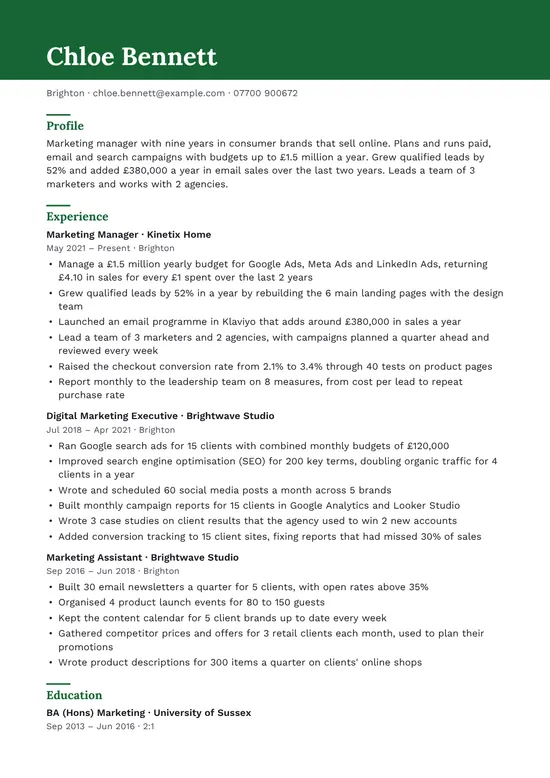 Chloe Bennett
Brighton · chloe.bennett@example.com · 07700 900672
Profile
Marketing manager with nine years in consumer brands that sell online. Plans and runs paid,
email and search campaigns with budgets up to £1.5 million a year. Grew qualified leads by
52% and added £380,000 a year in email sales over the last two years. Leads a team of 3
marketers and works with 2 agencies.
Experience
Marketing Manager · Kinetix Home
May 2021 – Present · Brighton
• Manage a £1.5 million yearly budget for Google Ads, Meta Ads and LinkedIn Ads, returning
£4.10 in sales for every £1 spent over the last 2 years
• Grew qualified leads by 52% in a year by rebuilding the 6 main landing pages with the design
team
• Launched an email programme in Klaviyo that adds around £380,000 in sales a year
• Lead a team of 3 marketers and 2 agencies, with campaigns planned a quarter ahead and
reviewed every week
• Raised the checkout conversion rate from 2.1% to 3.4% through 40 tests on product pages
• Report monthly to the leadership team on 8 measures, from cost per lead to repeat
purchase rate
Digital Marketing Executive · Brightwave Studio
Jul 2018 – Apr 2021 · Brighton
• Ran Google search ads for 15 clients with combined monthly budgets of £120,000
• Improved search engine optimisation (SEO) for 200 key terms, doubling organic traffic for 4
clients in a year
• Wrote and scheduled 60 social media posts a month across 5 brands
• Built monthly campaign reports for 15 clients in Google Analytics and Looker Studio
• Wrote 3 case studies on client results that the agency used to win 2 new accounts
• Added conversion tracking to 15 client sites, fixing reports that had missed 30% of sales
Marketing Assistant · Brightwave Studio
Sep 2016 – Jun 2018 · Brighton
• Built 30 email newsletters a quarter for 5 clients, with open rates above 35%
• Organised 4 product launch events for 80 to 150 guests
• Kept the content calendar for 5 client brands up to date every week
• Gathered competitor prices and offers for 3 retail clients each month, used to plan their
promotions
• Wrote product descriptions for 300 items a quarter on clients' online shops
Education
BA (Hons) Marketing · University of Sussex
Sep 2013 – Jun 2016 · 2:1